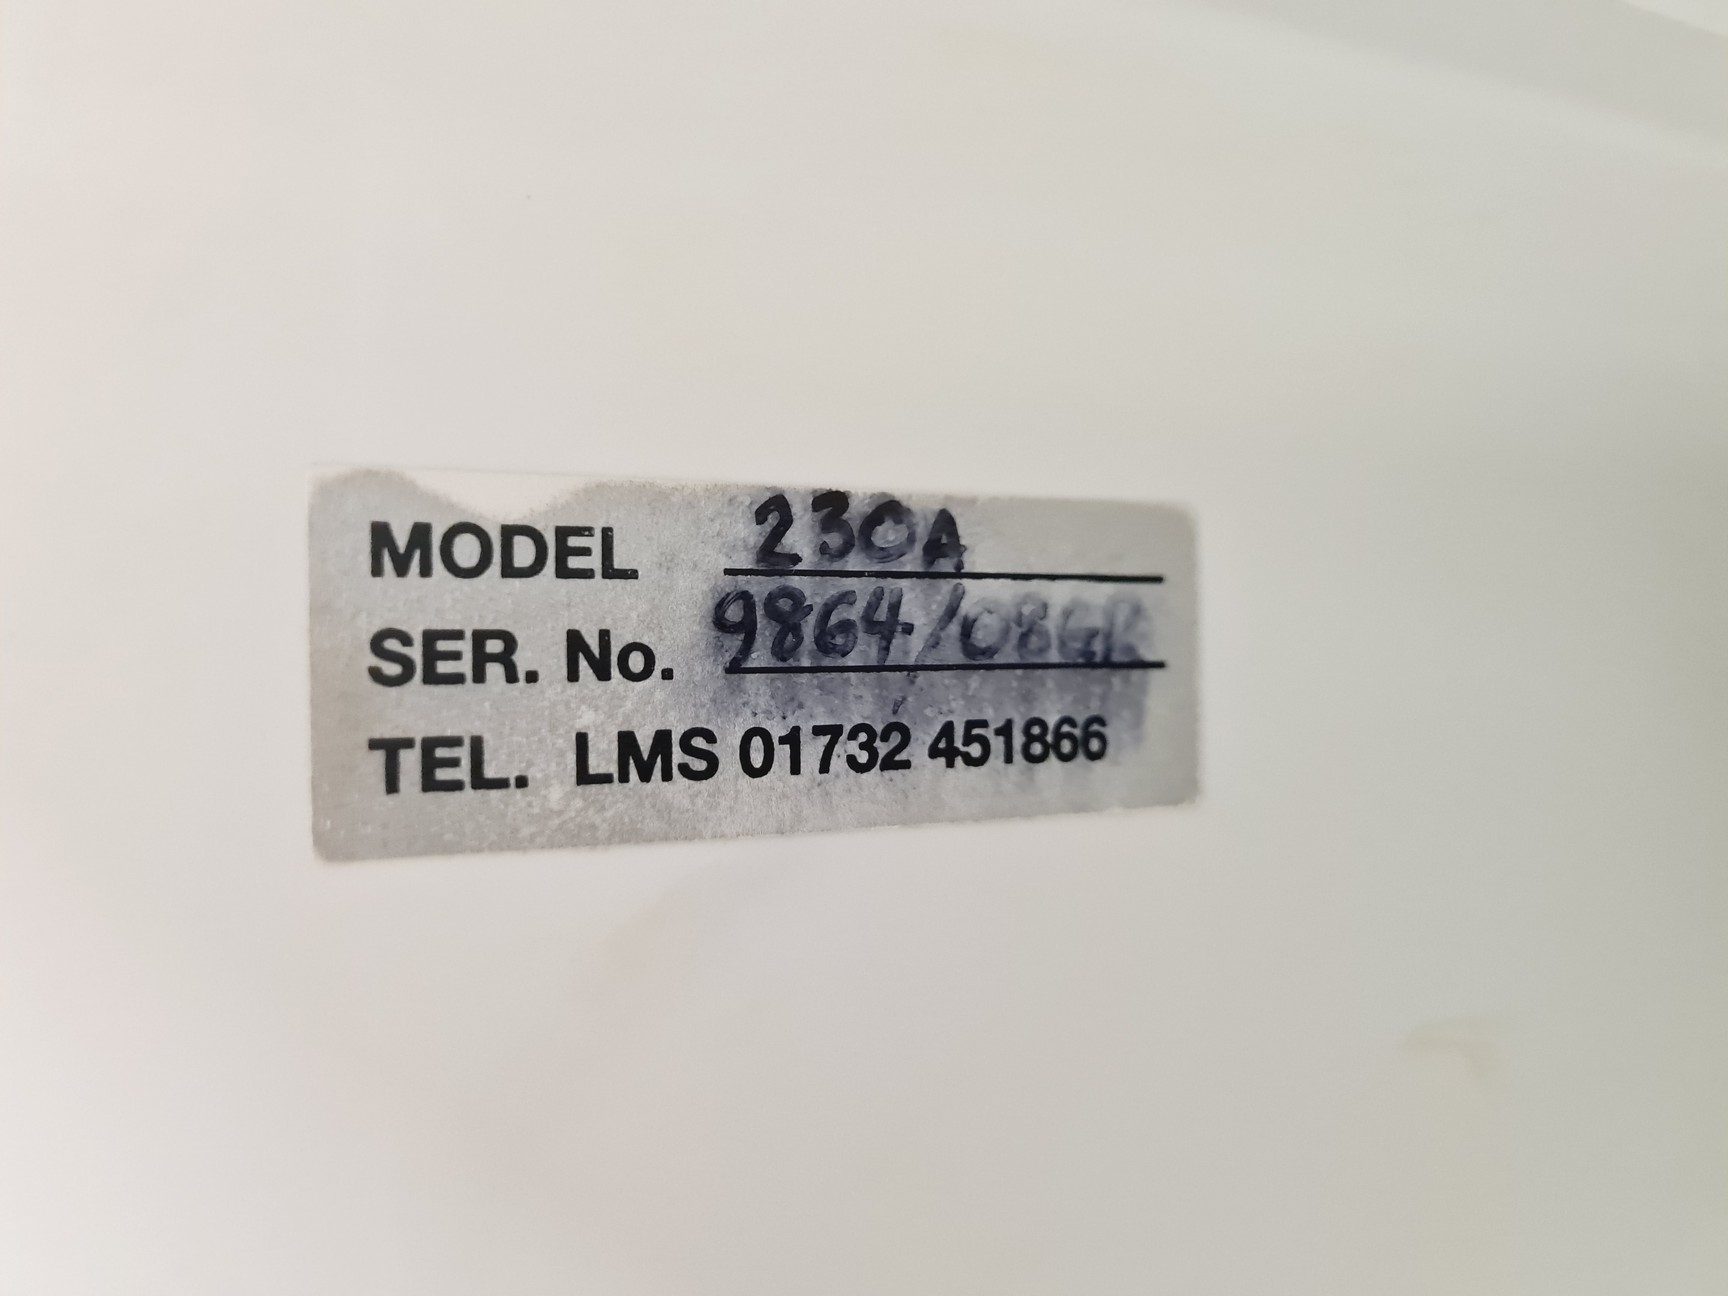 MODEL 230A
SER. No. 9864/08GR
TEL. LMS 01732 451866